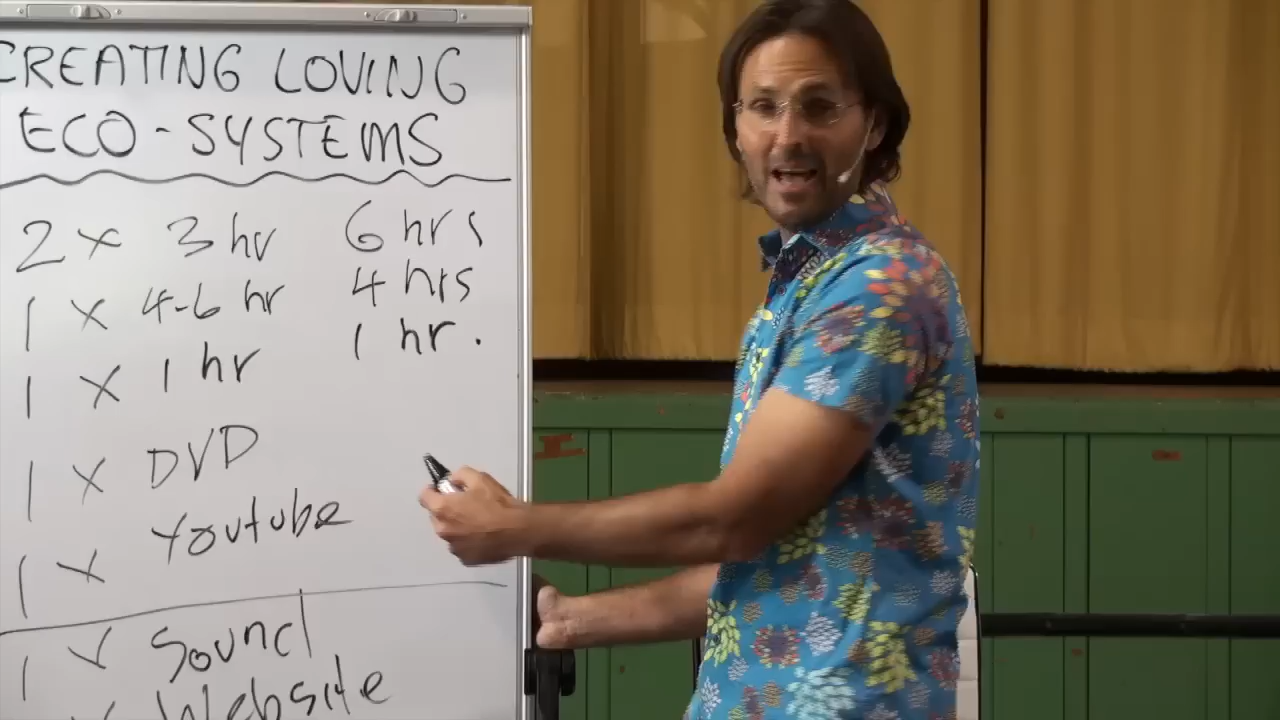 CREATING LOVING
ECO-SYSTEMS
2 x 3 hr 6 hrs
1 x 4-6 hr 4 hrs
1 x 1 hr 1 hr.
1 x DVD
1 x Youtube
1 x Sound
x Website